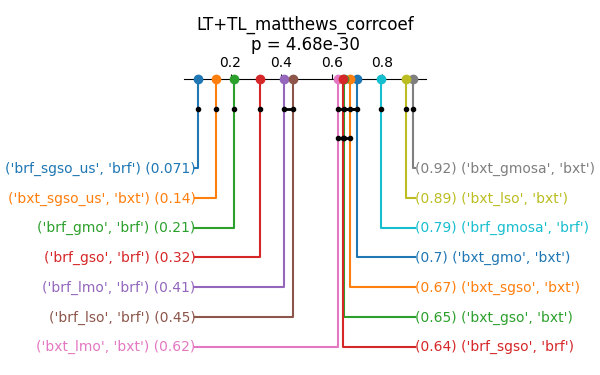 LT+TL_matthews_corrcoef
p = 4.68e-30
0.2 0.4 0.6 0.8
('brf_sgso_us', 'brf') (0.071) (0.92) ('bxt_gmosa', 'bxt')
('bxt_sgso_us', 'bxt') (0.14) (0.89) ('bxt_lso', 'bxt')
('brf_gmo', 'brf') (0.21) (0.79) ('brf_gmosa', 'brf')
('brf_gso', 'brf') (0.32) (0.7) ('bxt_gmo', 'bxt')
('brf_lmo', 'brf') (0.41) (0.67) ('bxt_sgso', 'bxt')
('brf_lso', 'brf') (0.45) (0.65) ('bxt_gso', 'bxt')
('bxt_lmo', 'bxt') (0.62) (0.64) ('brf_sgso', 'brf')